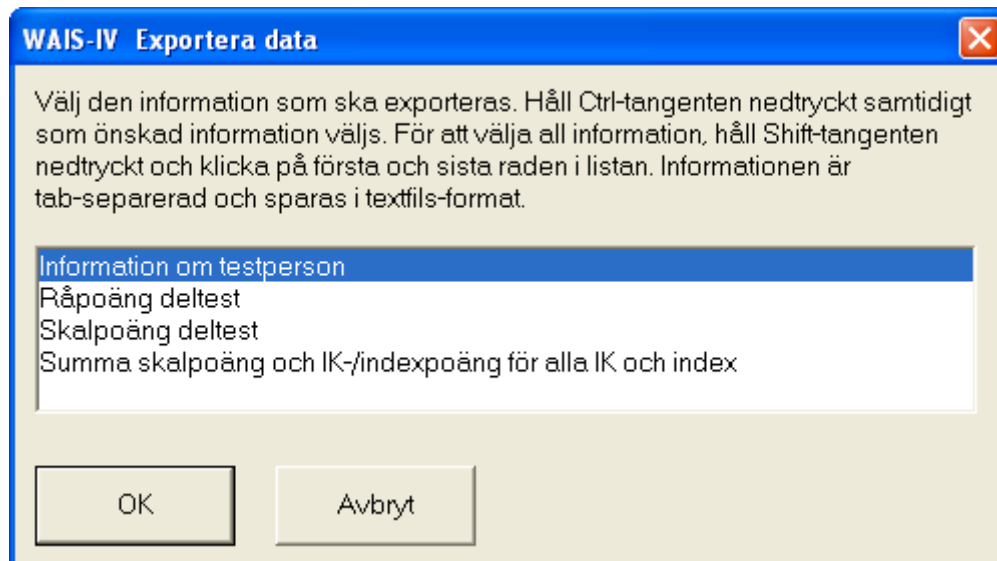 WAIS-IV Exportera data
Välj den information som ska exporteras. Håll Ctrl-tangenten nedtryckt samtidigt
som önskad information väljs. För att välja all information, håll Shift-tangenten
nedtryckt och klicka på första och sista raden i listan. Informationen är
tab-separerad och sparas i textfils-format.
Information om testperson
Råpoäng deltest
Skalpoäng deltest
Summa skalpoäng och IK-/indexpoäng för alla IK och index
OK
Avbryt